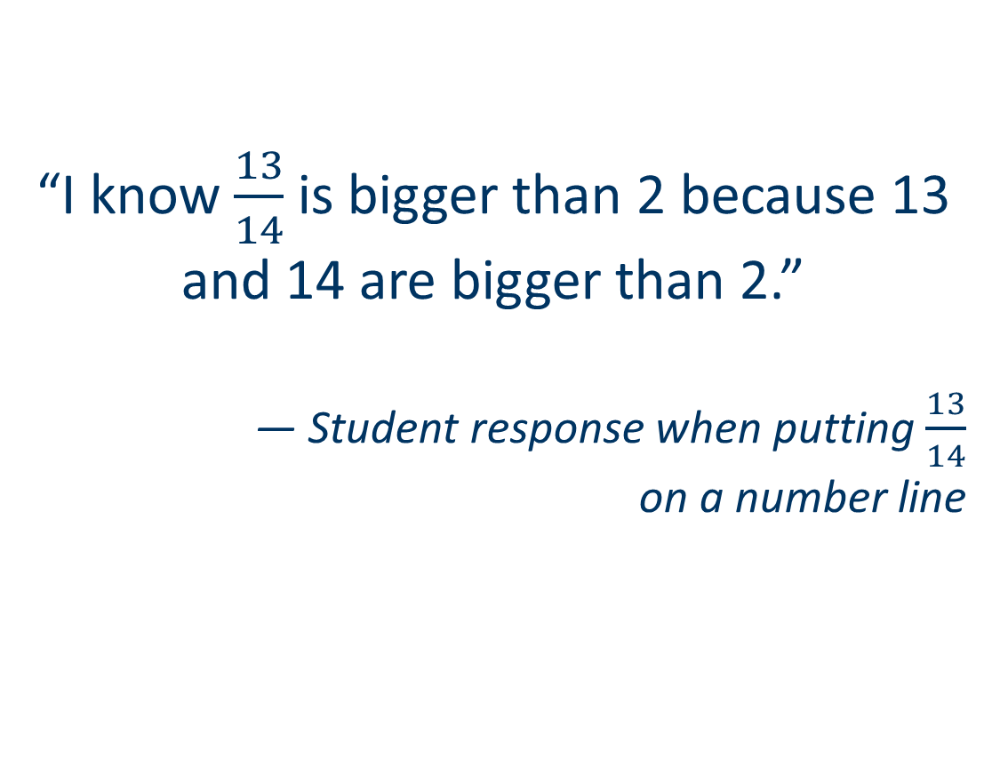 “I know 13/14 is bigger than 2 because 13
and 14 are bigger than 2.”
— Student response when putting 13/14
on a number line